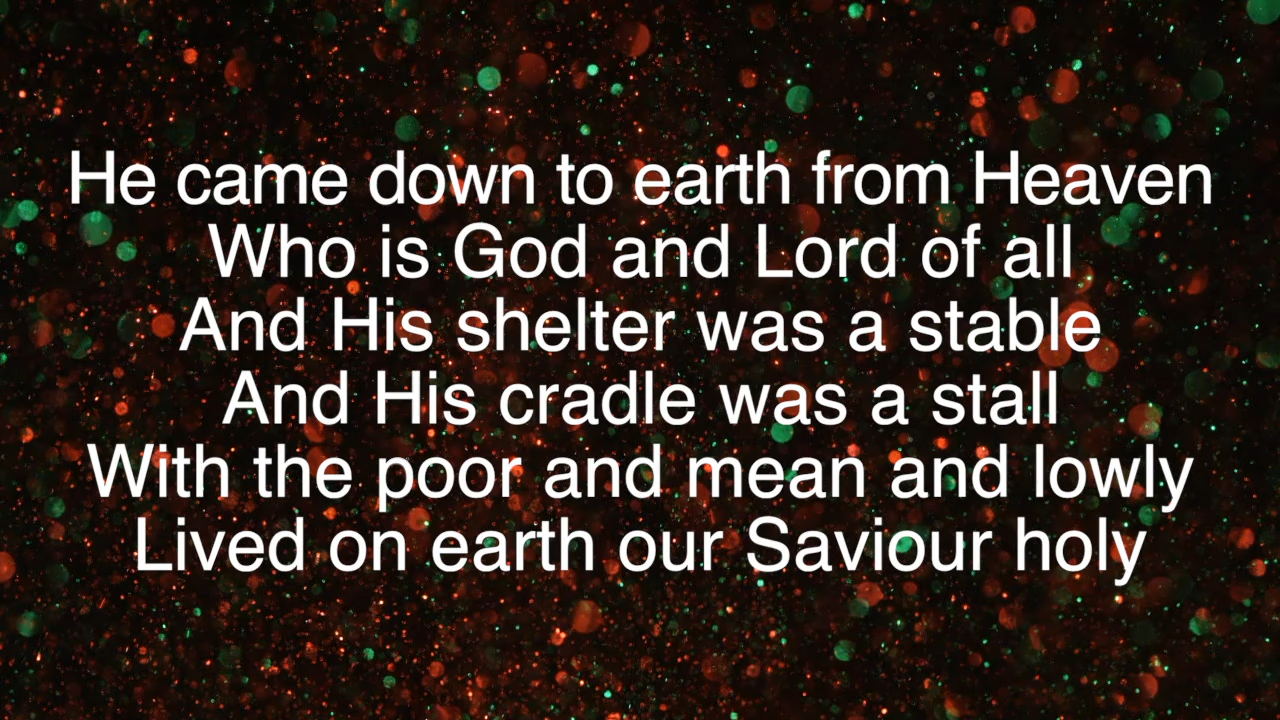 He came down to earth from Heaven
Who is God and Lord of all
And His shelter was a stable
And His cradle was a stall
With the poor and mean and lowly
Lived on earth our Saviour holy